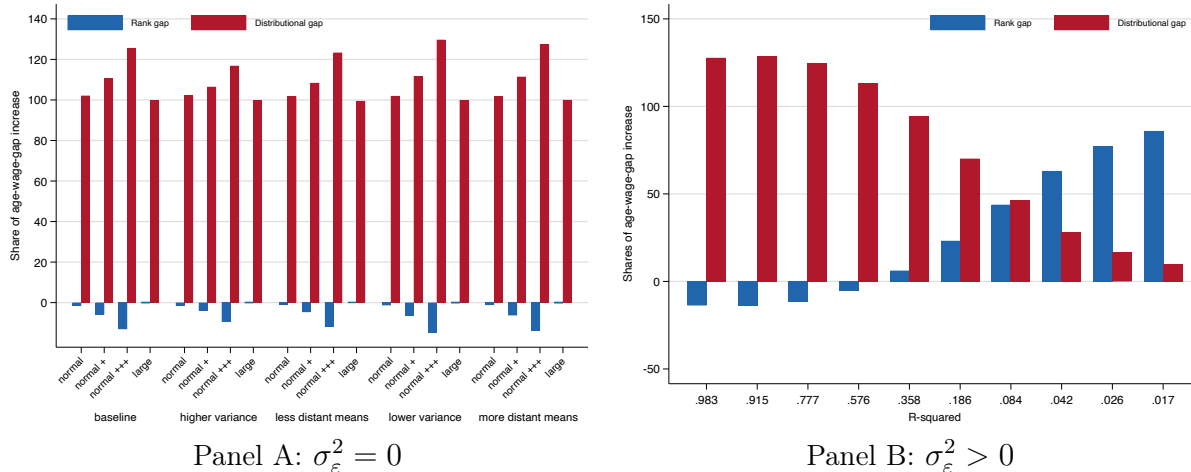 Rank gap
Distributional gap
Share of age-wage-gap increase
140
120
100
80
60
40
20
0
normal
normal +
normal +++
large
normal
normal +
normal +++
large
normal
normal +
normal +++
large
normal
normal +
normal +++
large
normal
normal +
normal +++
large
baseline
higher variance
less distant means
lower variance
more distant means
Panel A: σ²_ε = 0
Rank gap
Distributional gap
Shares of age-wage-gap increase
150
100
50
0
-50
.983
.915
.777
.576
.358
.186
.084
.042
.026
.017
R-squared
Panel B: σ²_ε > 0